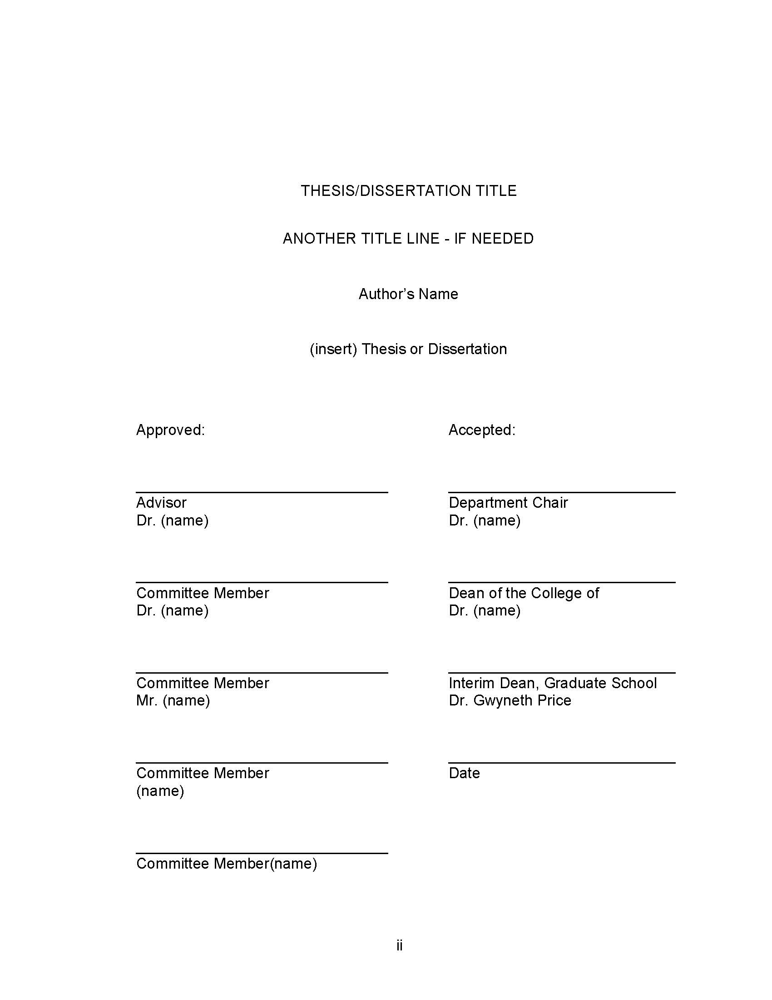 THESIS/DISSERTATION TITLE
ANOTHER TITLE LINE - IF NEEDED
Author’s Name
(insert) Thesis or Dissertation
Approved:
Accepted:
Advisor
Dr. (name)
Department Chair
Dr. (name)
Committee Member
Dr. (name)
Dean of the College of
Dr. (name)
Committee Member
Mr. (name)
Interim Dean, Graduate School
Dr. Gwyneth Price
Committee Member
(name)
Date
Committee Member(name)
ii